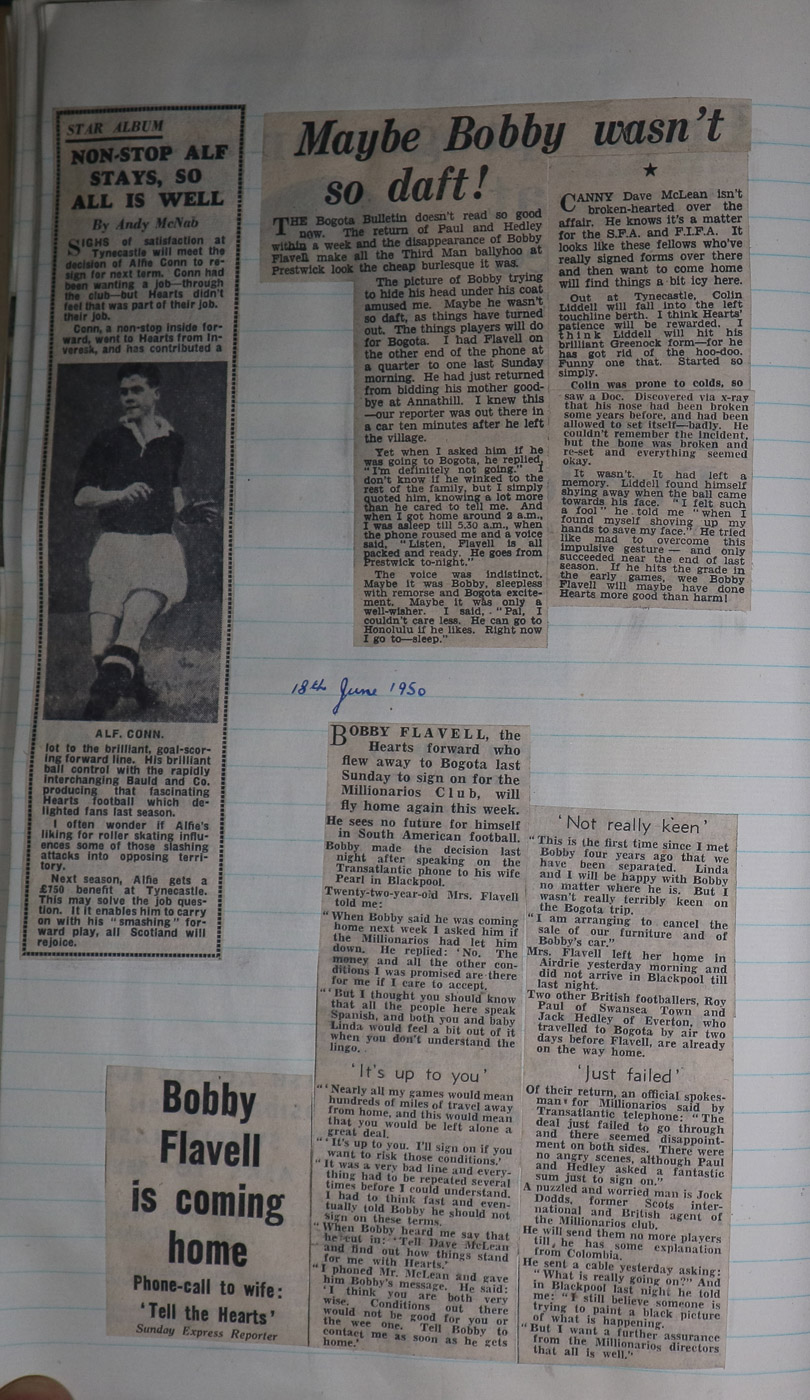 STAR ALBUM
NON-STOP ALF
STAYS, SO
ALL IS WELL
By Andy McNab
SIGHS of satisfaction at
Tynecastle will meet the
decision of Alfie Conn to re-
sign for next term. Conn had
been wanting a job—through
the club—but Hearts didn't
feel that was part of their job.
their job.
Conn, a non-stop inside for-
ward, went to Hearts from In-
veresk, and has contributed a
ALF. CONN.
lot to the brilliant, goal-scor-
ing forward line. His brilliant
ball control with the rapidly
interchanging Bauld and Co.
producing that fascinating
Hearts football which de-
lighted fans last season.
I often wonder if Alfie's
liking for roller skating influ-
ences some of those slashing
attacks into opposing terri-
tory.
Next season, Alfie gets a
£750 benefit at Tynecastle.
This may solve the job ques-
tion. If it enables him to carry
on with his "smashing" for-
ward play, all Scotland will
rejoice.
Maybe Bobby wasn't
so daft!
THE Bogota Bulletin doesn't read so good
now. The return of Paul and Hedley
within a week and the disappearance of Bobby
Flavell make all the Third Man ballyhoo at
Prestwick look the cheap burlesque it was.
The picture of Bobby trying
to hide his head under his coat
amused me. Maybe he wasn't
so daft, as things have turned
out. The things players will do
for Bogota. I had Flavell on
the other end of the phone at
a quarter to one last Sunday
morning. He had just returned
from bidding his mother good-
bye at Annathill. I knew this
—our reporter was out there in
a car ten minutes after he left
the village.
Yet when I asked him if he
was going to Bogota, he replied,
"I'm definitely not going." I
don't know if he winked to the
rest of the family, but I simply
quoted him, knowing a lot more
than he cared to tell me. And
when I got home around 2 a.m.,
I was asleep till 5.30 a.m., when
the phone roused me and a voice
said, "Listen, Flavell is all
packed and ready. He goes from
Prestwick to-night."
The voice was indistinct.
Maybe it was Bobby, sleepless
with remorse and Bogota excite-
ment. Maybe it was only a
well-wisher. I said, "Pal, I
couldn't care less. He can go to
Honolulu if he likes. Right now
I go to—sleep."
CANNY Dave McLean isn't
broken-hearted over the
affair. He knows it's a matter
for the S.F.A. and F.I.F.A. It
looks like these fellows who've
really signed forms over there
and then want to come home
will find things a bit icy here.
Out at Tynecastle, Colin
Liddell will fall into the left
touchline berth. I think Hearts'
patience will be rewarded. I
think Liddell will hit his
brilliant Greenock form—for he
has got rid of the hoo-doo.
Funny one that. Started so
simply.
Colin was prone to colds, so
saw a Doc. Discovered via x-ray
that his nose had been broken
some years before, and had been
allowed to set itself—badly. He
couldn't remember the incident,
but the bone was broken and
re-set and everything seemed
okay.
It wasn't. It had left a
memory. Liddell found himself
shying away when the ball came
towards his face. "I felt such
a fool" he told me "when I
found myself shoving up my
hands to save my face." He tried
like mad to overcome this
impulsive gesture — and only
succeeded near the end of last
season. If he hits the grade in
the early games, wee Bobby
Flavell will maybe have done
Hearts more good than harm!
18th June 1950
BOBBY FLAVELL, the
Hearts forward who
flew away to Bogota last
Sunday to sign on for the
Millionarios Club, will
fly home again this week.
He sees no future for himself
in South American football.
Bobby made the decision last
night after speaking on the
Transatlantic phone to his wife
Pearl in Blackpool.
Twenty-two-year-old Mrs. Flavell
told me:
"When Bobby said he was coming
home next week I asked him if
the Millionarios had let him
down. He replied: 'No. The
money and all the other con-
ditions I was promised are there
for me if I care to accept.
"'But I thought you should know
that all the people here speak
Spanish, and both you and baby
Linda would feel a bit out of it
when you don't understand the
lingo.
'It's up to you'
"'Nearly all my games would mean
hundreds of miles of travel away
from home, and this would mean
that you would be left alone a
great deal.
"'It's up to you. I'll sign on if you
want to risk those conditions.'
"It was a very bad line and every-
thing had to be repeated several
times before I could understand.
I had to think fast and even-
tually told Bobby he should not
sign on these terms.
"When Bobby heard me say that
he cut in: 'Tell Dave McLean
and find out how things stand
for me with Hearts.'
"I phoned Mr. McLean and gave
him Bobby's message. He said:
'I think you are both very
wise. Conditions out there
would not be good for you or
the wee one. Tell Bobby to
contact me as soon as he gets
home.'
'Not really keen'
"This is the first time since I met
Bobby four years ago that we
have been separated. Linda
and I will be happy with Bobby
no matter where he is. But I
wasn't really terribly keen on
the Bogota trip.
"I am arranging to cancel the
sale of our furniture and of
Bobby's car."
Mrs. Flavell left her home in
Airdrie yesterday morning and
did not arrive in Blackpool till
last night.
Two other British footballers, Roy
Paul of Swansea Town and
Jack Hedley of Everton, who
travelled to Bogota by air two
days before Flavell, are already
on the way home.
'Just failed'
Of their return, an official spokes-
man for Millionarios said by
Transatlantic telephone: "The
deal just failed to go through
and there seemed disappoint-
ment on both sides. There were
no angry scenes, although Paul
and Hedley asked a fantastic
sum just to sign on."
A puzzled and worried man is Jock
Dodds, former Scots inter-
national and British agent of
the Millionarios club.
He will send them no more players
till he has some explanation
from Colombia.
He sent a cable yesterday asking:
"What is really going on?" And
in Blackpool last night he told
me: "I still believe someone is
trying to paint a black picture
of what is happening.
"But I want a further assurance
from the Millionarios directors
that all is well."
Bobby
Flavell
is coming
home
Phone-call to wife:
'Tell the Hearts'
Sunday Express Reporter